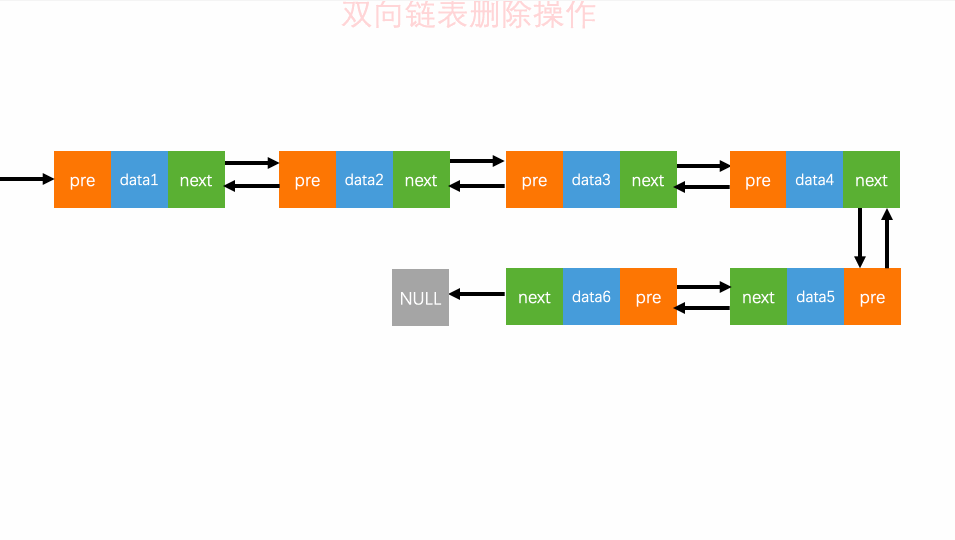 双向链表删除操作
pre data1 next pre data2 next pre data3 next pre data4 next
NULL next data6 pre next data5 pre